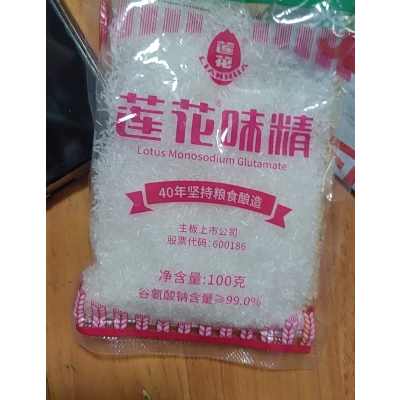 莲花
LIANHUA
莲花味精
Lotus Monosodium Glutamate
40年坚持粮食酿造
主板上市公司
股票代码:600186
净含量:100克
谷氨酸钠含量≥99.0%